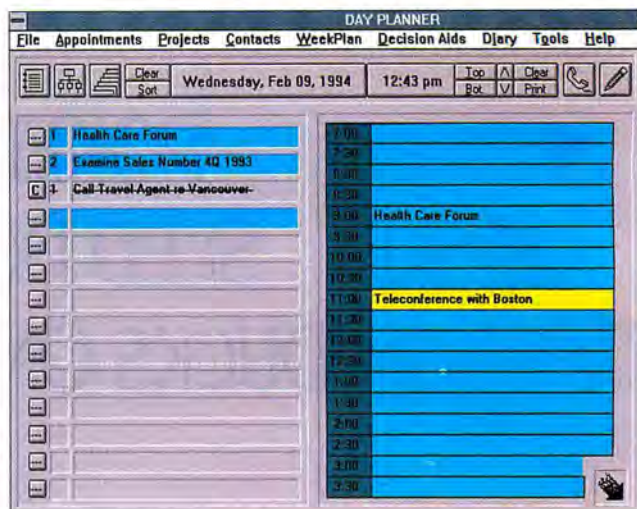 DAY PLANNER
File Appointments Projects Contacts WeekPlan Decision Aids Diary Tools Help
Clear
Sort
Wednesday, Feb 09, 1994
12:43 pm
Top
Bot
Clear
Print
1 Health Care Forum
2 Examine Sales Number 4Q 1993
C 3 Call Travel Agent re Vancouver
7:00
7:30
8:00
8:30
9:00 Health Care Forum
9:30
10:00
10:30
11:00 Teleconference with Boston
11:30
12:00
12:30
1:00
1:30
2:00
2:30
3:00
3:30